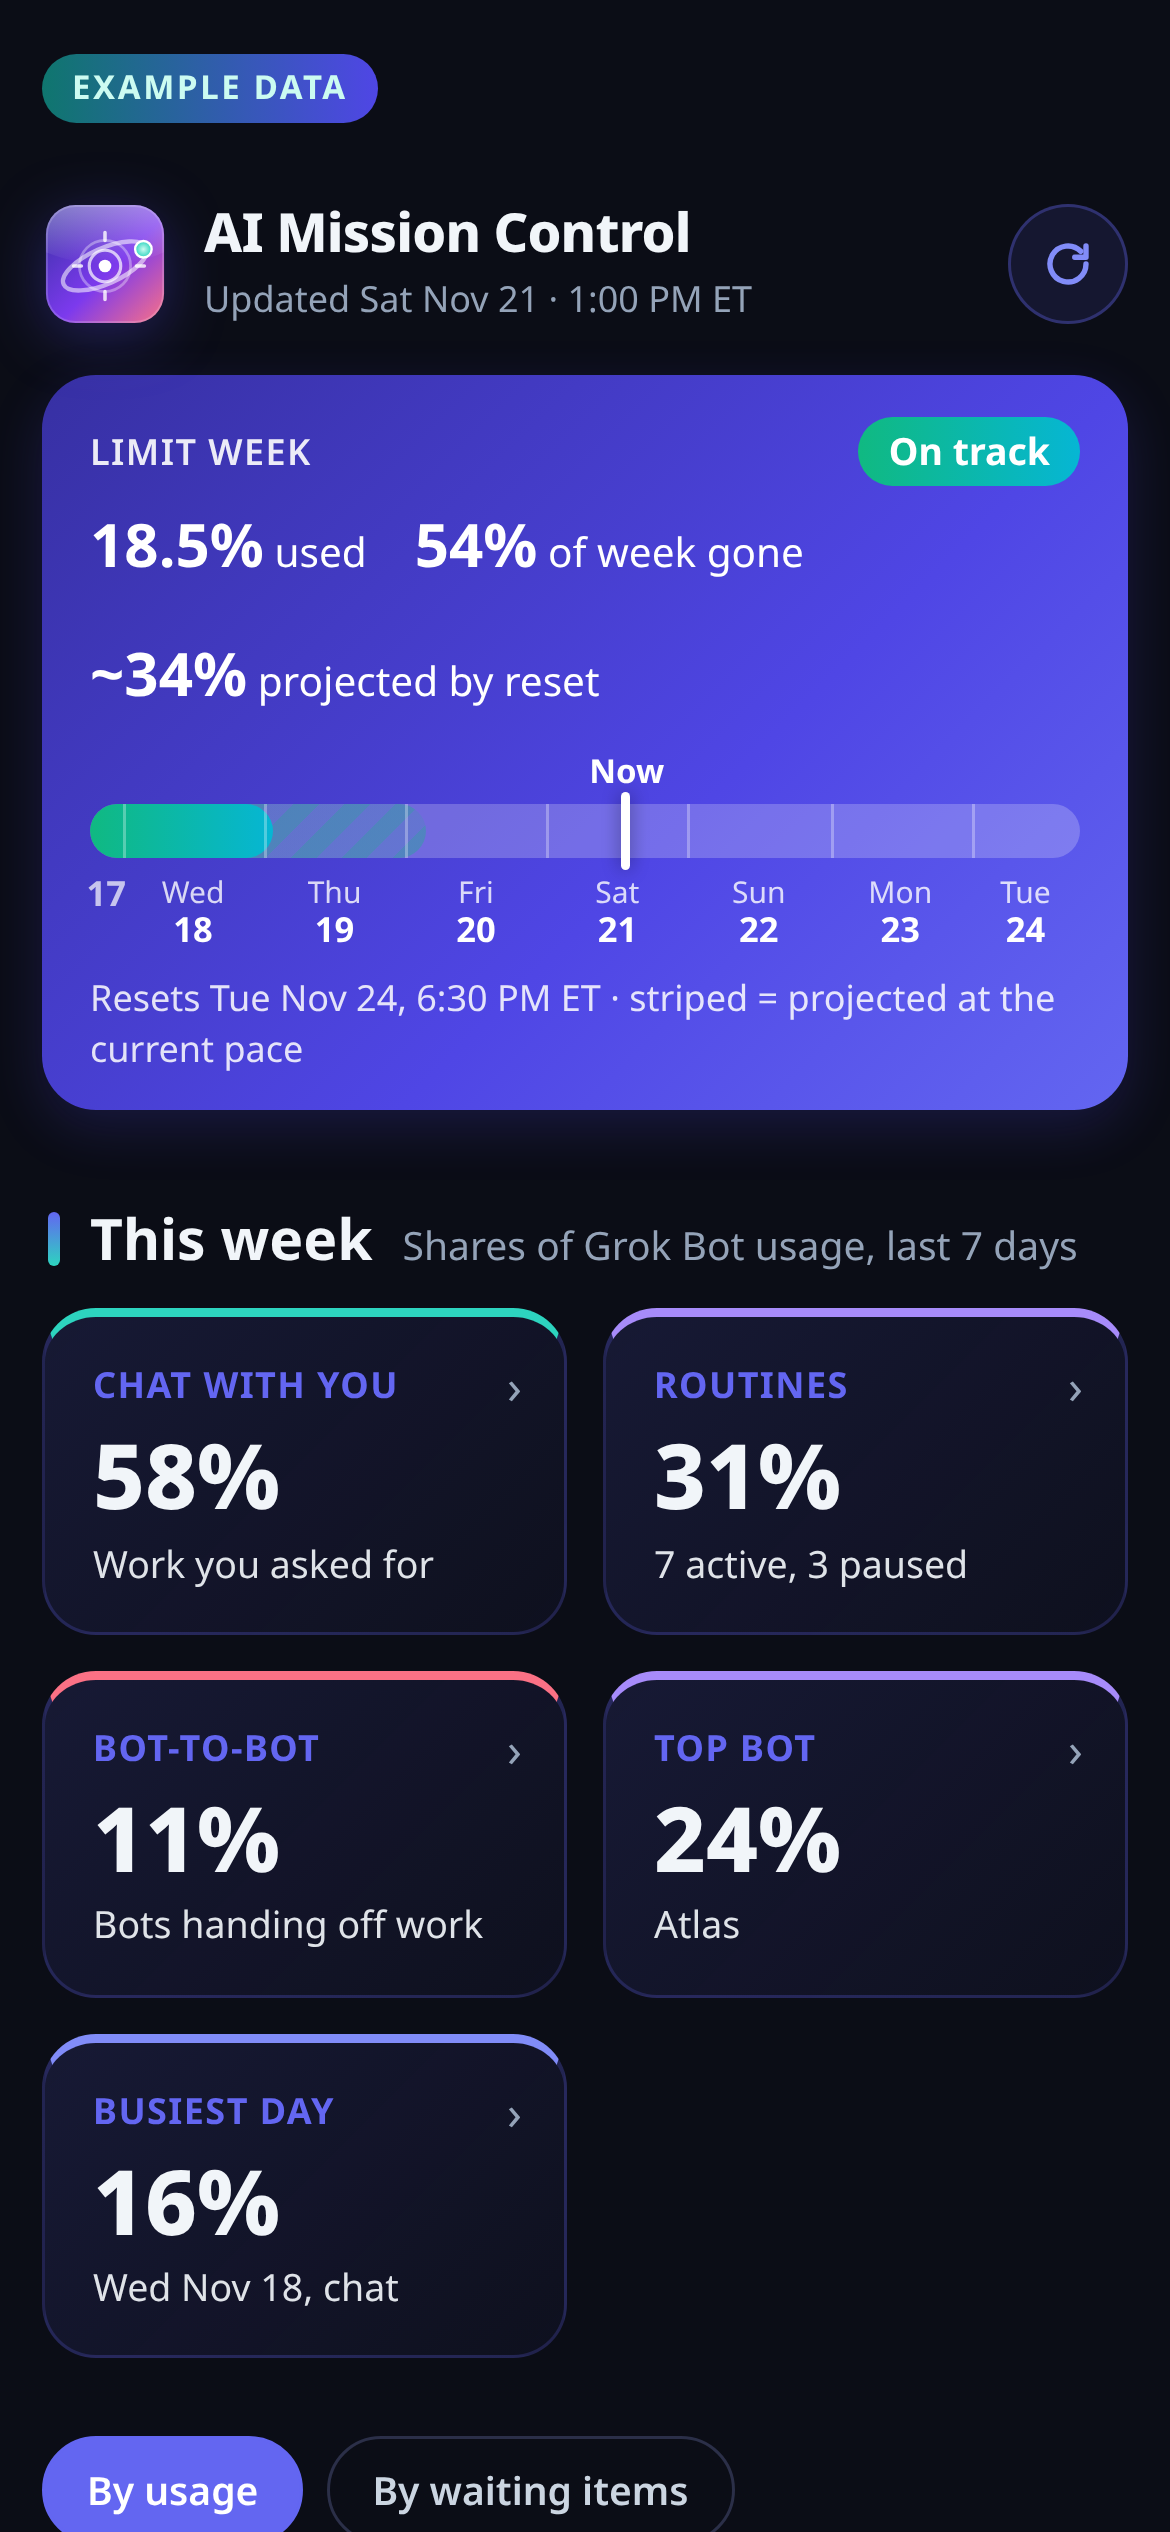 EXAMPLE DATA
AI Mission Control
Updated Sat Nov 21 · 1:00 PM ET
LIMIT WEEK
On track
18.5% used 54% of week gone
~34% projected by reset
Now
17 Wed Thu Fri Sat Sun Mon Tue
18 19 20 21 22 23 24
Resets Tue Nov 24, 6:30 PM ET · striped = projected at the
current pace
This week Shares of Grok Bot usage, last 7 days
CHAT WITH YOU ›
58%
Work you asked for
ROUTINES ›
31%
7 active, 3 paused
BOT-TO-BOT ›
11%
Bots handing off work
TOP BOT ›
24%
Atlas
BUSIEST DAY ›
16%
Wed Nov 18, chat
By usage
By waiting items